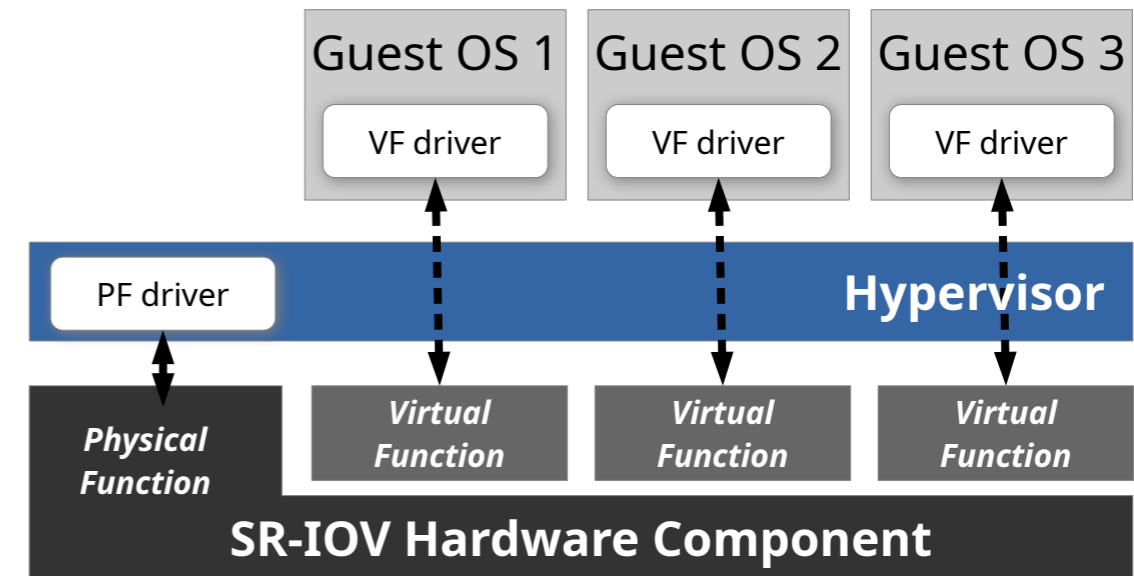 Guest OS 1
Guest OS 2
Guest OS 3
VF driver
VF driver
VF driver
PF driver
Hypervisor
Physical
Function
Virtual
Function
Virtual
Function
Virtual
Function
SR-IOV Hardware Component